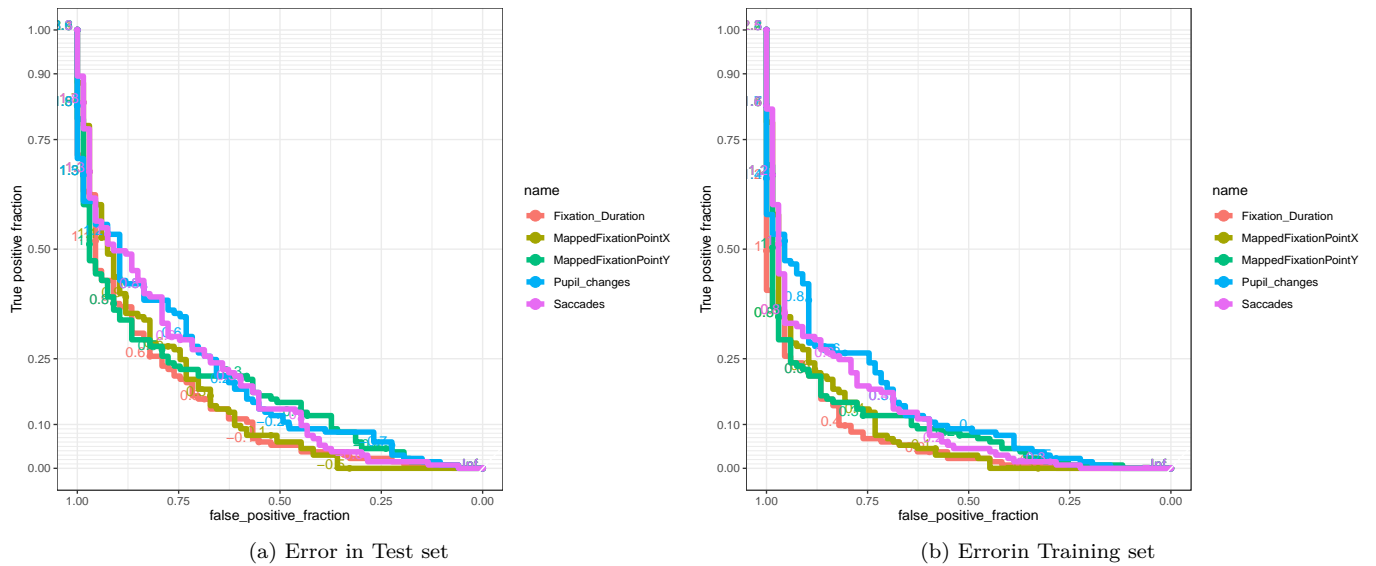 1.00
0.90
0.75
0.50
0.25
0.10
0.00
True positive fraction
1.00
0.75
0.50
0.25
0.00
false_positive_fraction
name
Fixation_Duration
MappedFixationPointX
MappedFixationPointY
Pupil_changes
Saccades
(a) Error in Test set
1.00
0.90
0.75
0.50
0.25
0.10
0.00
True positive fraction
1.00
0.75
0.50
0.25
0.00
false_positive_fraction
name
Fixation_Duration
MappedFixationPointX
MappedFixationPointY
Pupil_changes
Saccades
(b) Errorin Training set